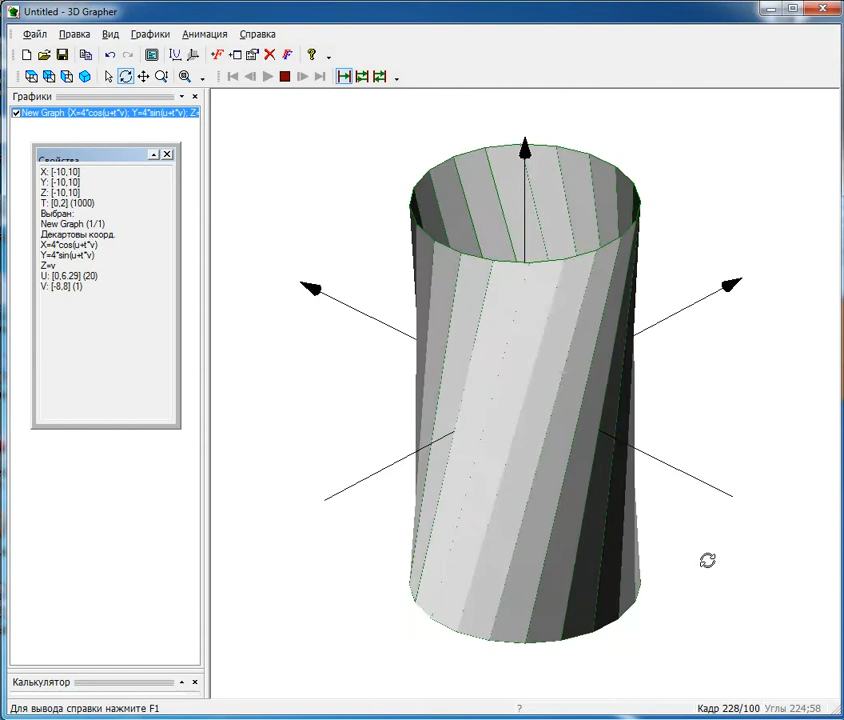 Untitled - 3D Grapher
Файл Правка Вид Графики Анимация Справка
Графики
New Graph {X=4*cos(u+t*v); Y=4*sin(u+t*v); Z=
Свойства
X: [-10,10]
Y: [-10,10]
Z: [-10,10]
T: [0,2] (1000)
Выбран:
New Graph (1/1)
Декартовы коорд.
X=4*cos(u+t*v)
Y=4*sin(u+t*v)
Z=v
U: [0,6.29] (20)
V: [-8,8] (1)
Калькулятор
Для вывода справки нажмите F1 ? Кадр 228/100 Углы 224;58